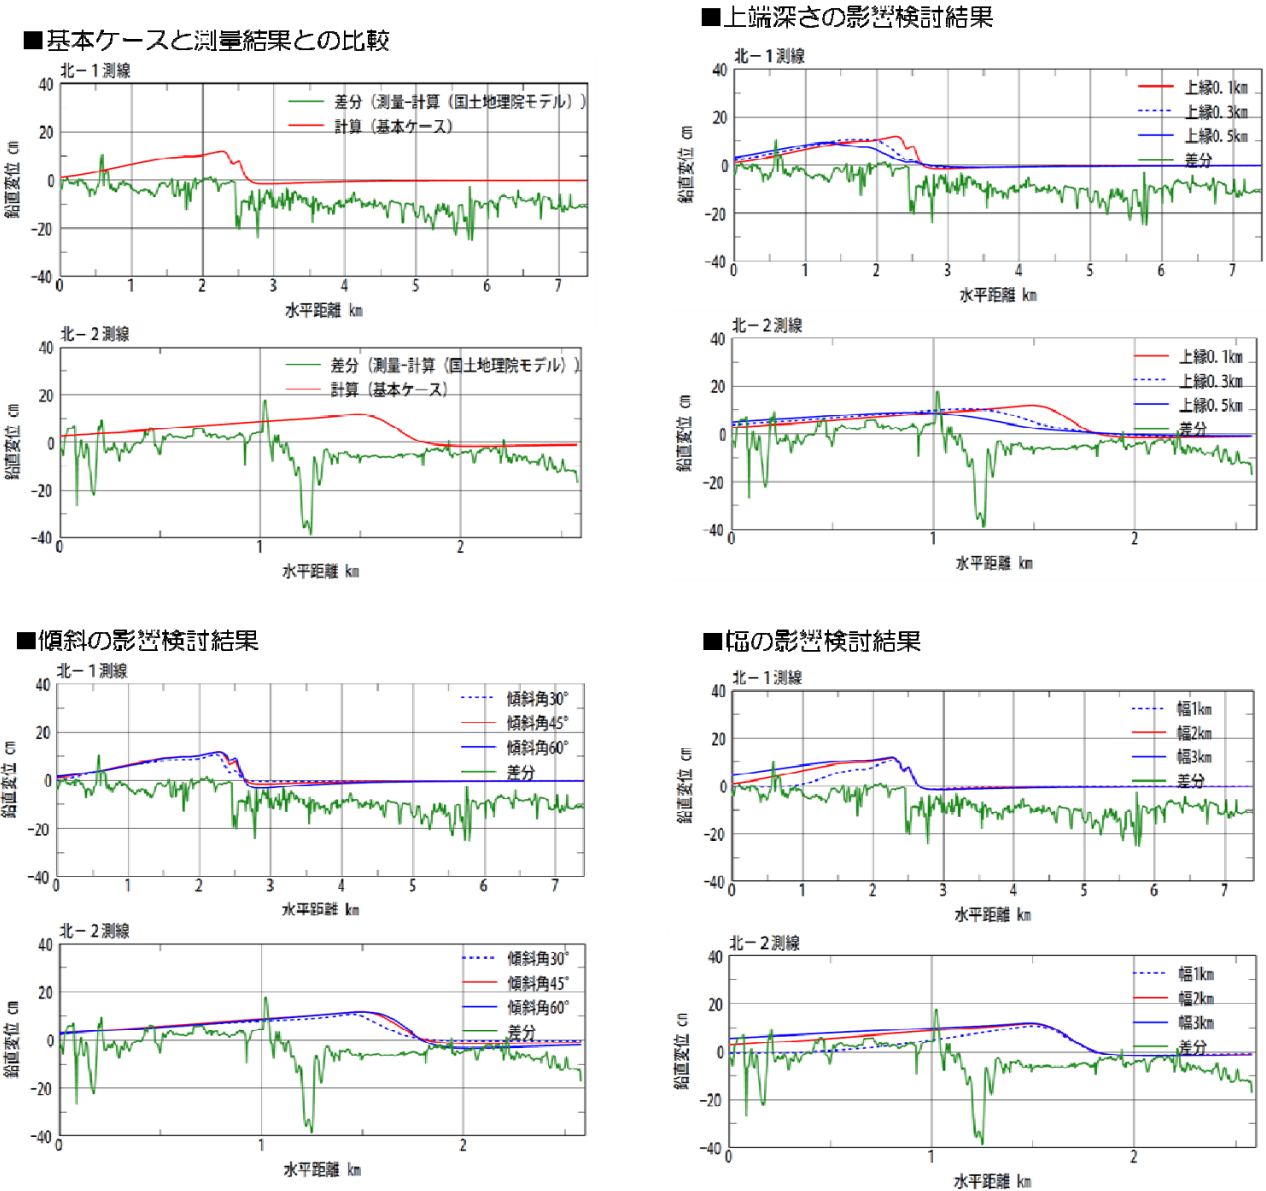 ■基本ケースと測量結果との比較
北－1測線
差分（測量-計算（国土地理院モデル））
計算（基本ケース）
鉛直変位 cm
40
20
0
-20
-40
0 1 2 3 4 5 6 7
水平距離 km
北－2測線
差分（測量-計算（国土地理院モデル））
計算（基本ケース）
鉛直変位 cm
40
20
0
-20
-40
0 1 2
水平距離 km
■上端深さの影響検討結果
北－1測線
上縁0.1km
上縁0.3km
上縁0.5km
差分
鉛直変位 cm
40
20
0
-20
-40
0 1 2 3 4 5 6 7
水平距離 km
北－2測線
上縁0.1km
上縁0.3km
上縁0.5km
差分
鉛直変位 cm
40
20
0
-20
-40
0 1 2
水平距離 km
■傾斜の影響検討結果
北－1測線
傾斜角30°
傾斜角45°
傾斜角60°
差分
鉛直変位 cm
40
20
0
-20
-40
0 1 2 3 4 5 6 7
水平距離 km
北－2測線
傾斜角30°
傾斜角45°
傾斜角60°
差分
鉛直変位 cm
40
20
0
-20
-40
0 1 2
水平距離 km
■幅の影響検討結果
北－1測線
幅1km
幅2km
幅3km
差分
鉛直変位 cm
40
20
0
-20
-40
0 1 2 3 4 5 6 7
水平距離 km
北－2測線
幅1km
幅2km
幅3km
差分
鉛直変位 cm
40
20
0
-20
-40
0 1 2
水平距離 km